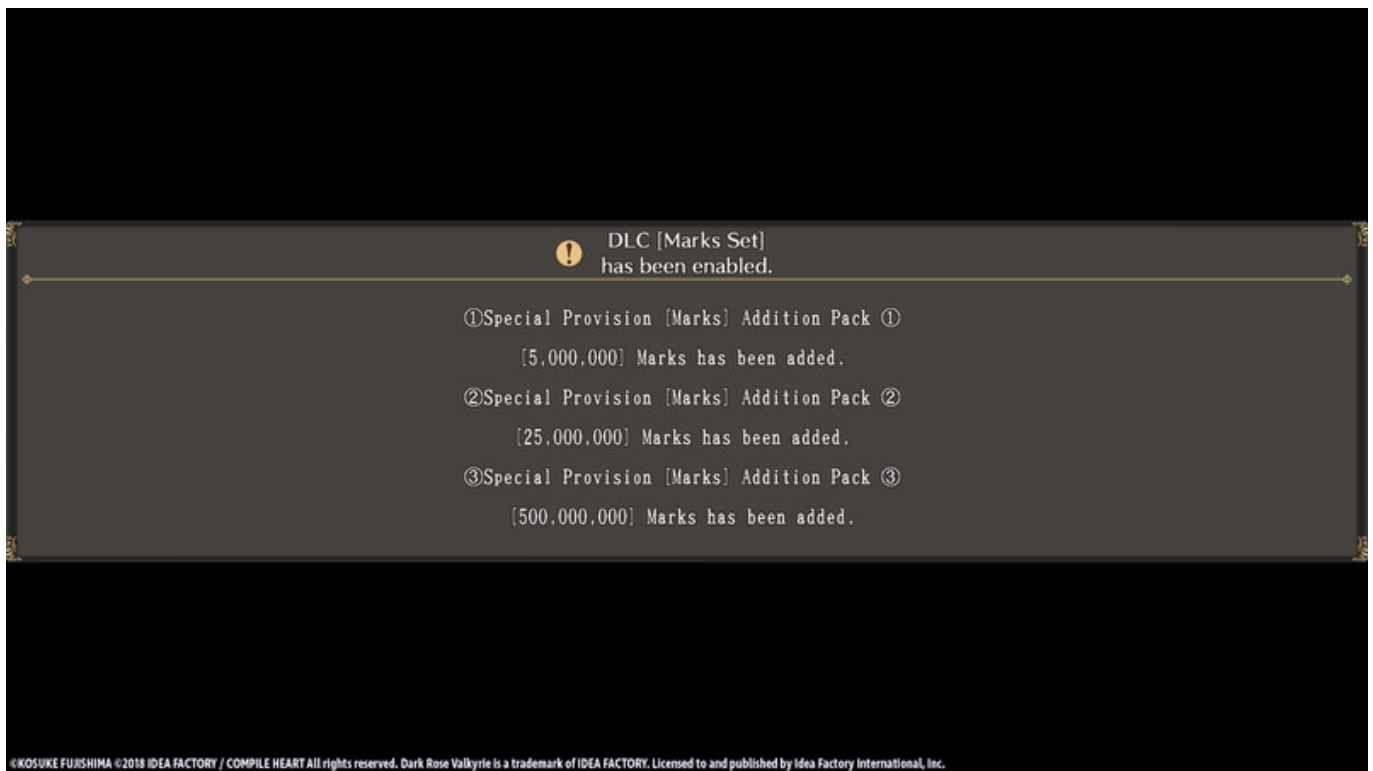 DLC [Marks Set]
has been enabled.
①Special Provision [Marks] Addition Pack ①
[5,000,000] Marks has been added.
②Special Provision [Marks] Addition Pack ②
[25,000,000] Marks has been added.
③Special Provision [Marks] Addition Pack ③
[500,000,000] Marks has been added.
©KOSUKE FUJISHIMA ©2018 IDEA FACTORY / COMPILE HEART All rights reserved. Dark Rose Valkyrie is a trademark of IDEA FACTORY. Licensed to and published by Idea Factory International, Inc.